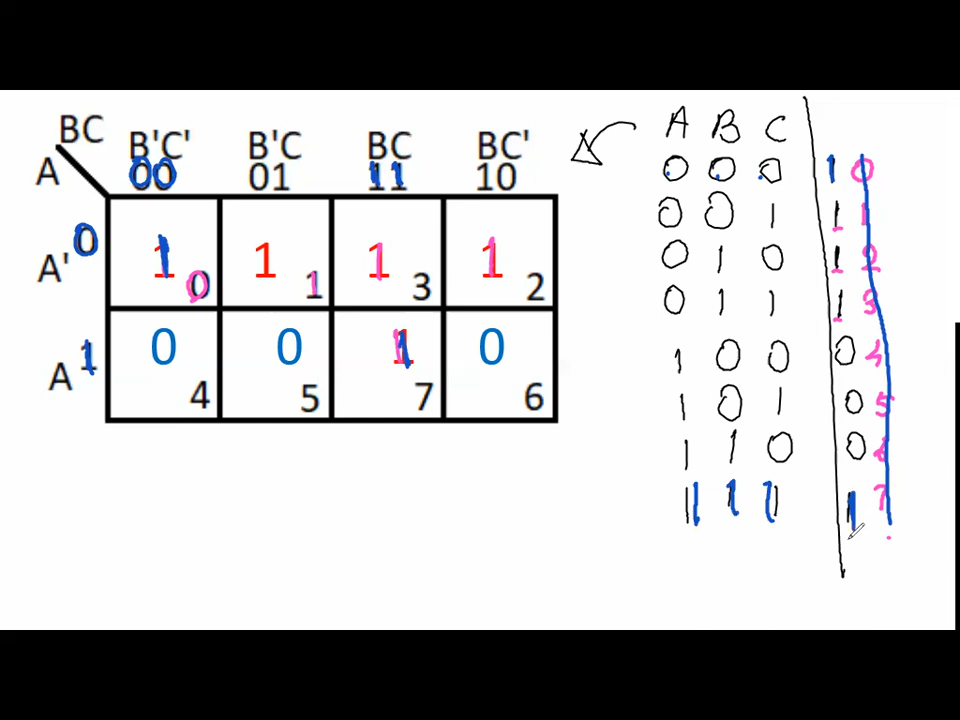 BC
A
B'C' B'C BC BC'
00 01 11 10
A' 0 1 0 1 1 1 3 1 2
A 1 0 4 0 5 1 7 0 6
A B C
0 0 0 1 0
0 0 1 1 1
0 1 0 1 2
0 1 1 1 3
1 0 0 0 4
1 0 1 0 5
1 1 0 0 6
1 1 1 1 7